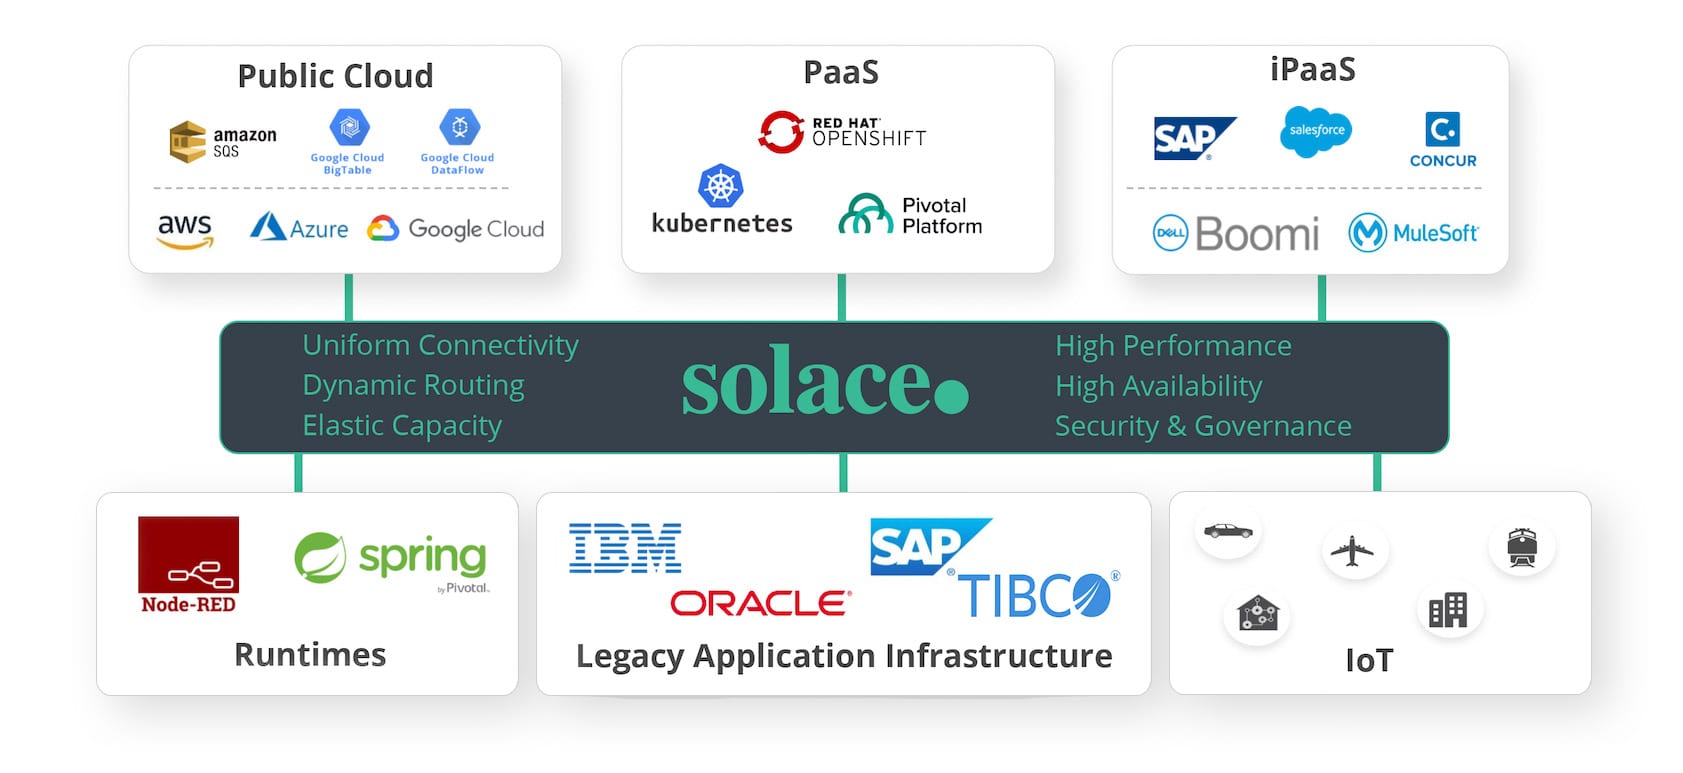 Public Cloud
amazon
SQS
Google Cloud
BigTable
Google Cloud
DataFlow
aws
Azure
Google Cloud
PaaS
RED HAT®
OPENSHIFT
kubernetes
Pivotal
Platform
iPaaS
SAP®
salesforce
C.
CONCUR
DELL
Boomi
MuleSoft™
Uniform Connectivity
Dynamic Routing
Elastic Capacity
solace.
High Performance
High Availability
Security & Governance
Node-RED
spring
by Pivotal™
Runtimes
IBM
ORACLE®
SAP®
TIBCO®
Legacy Application Infrastructure
IoT